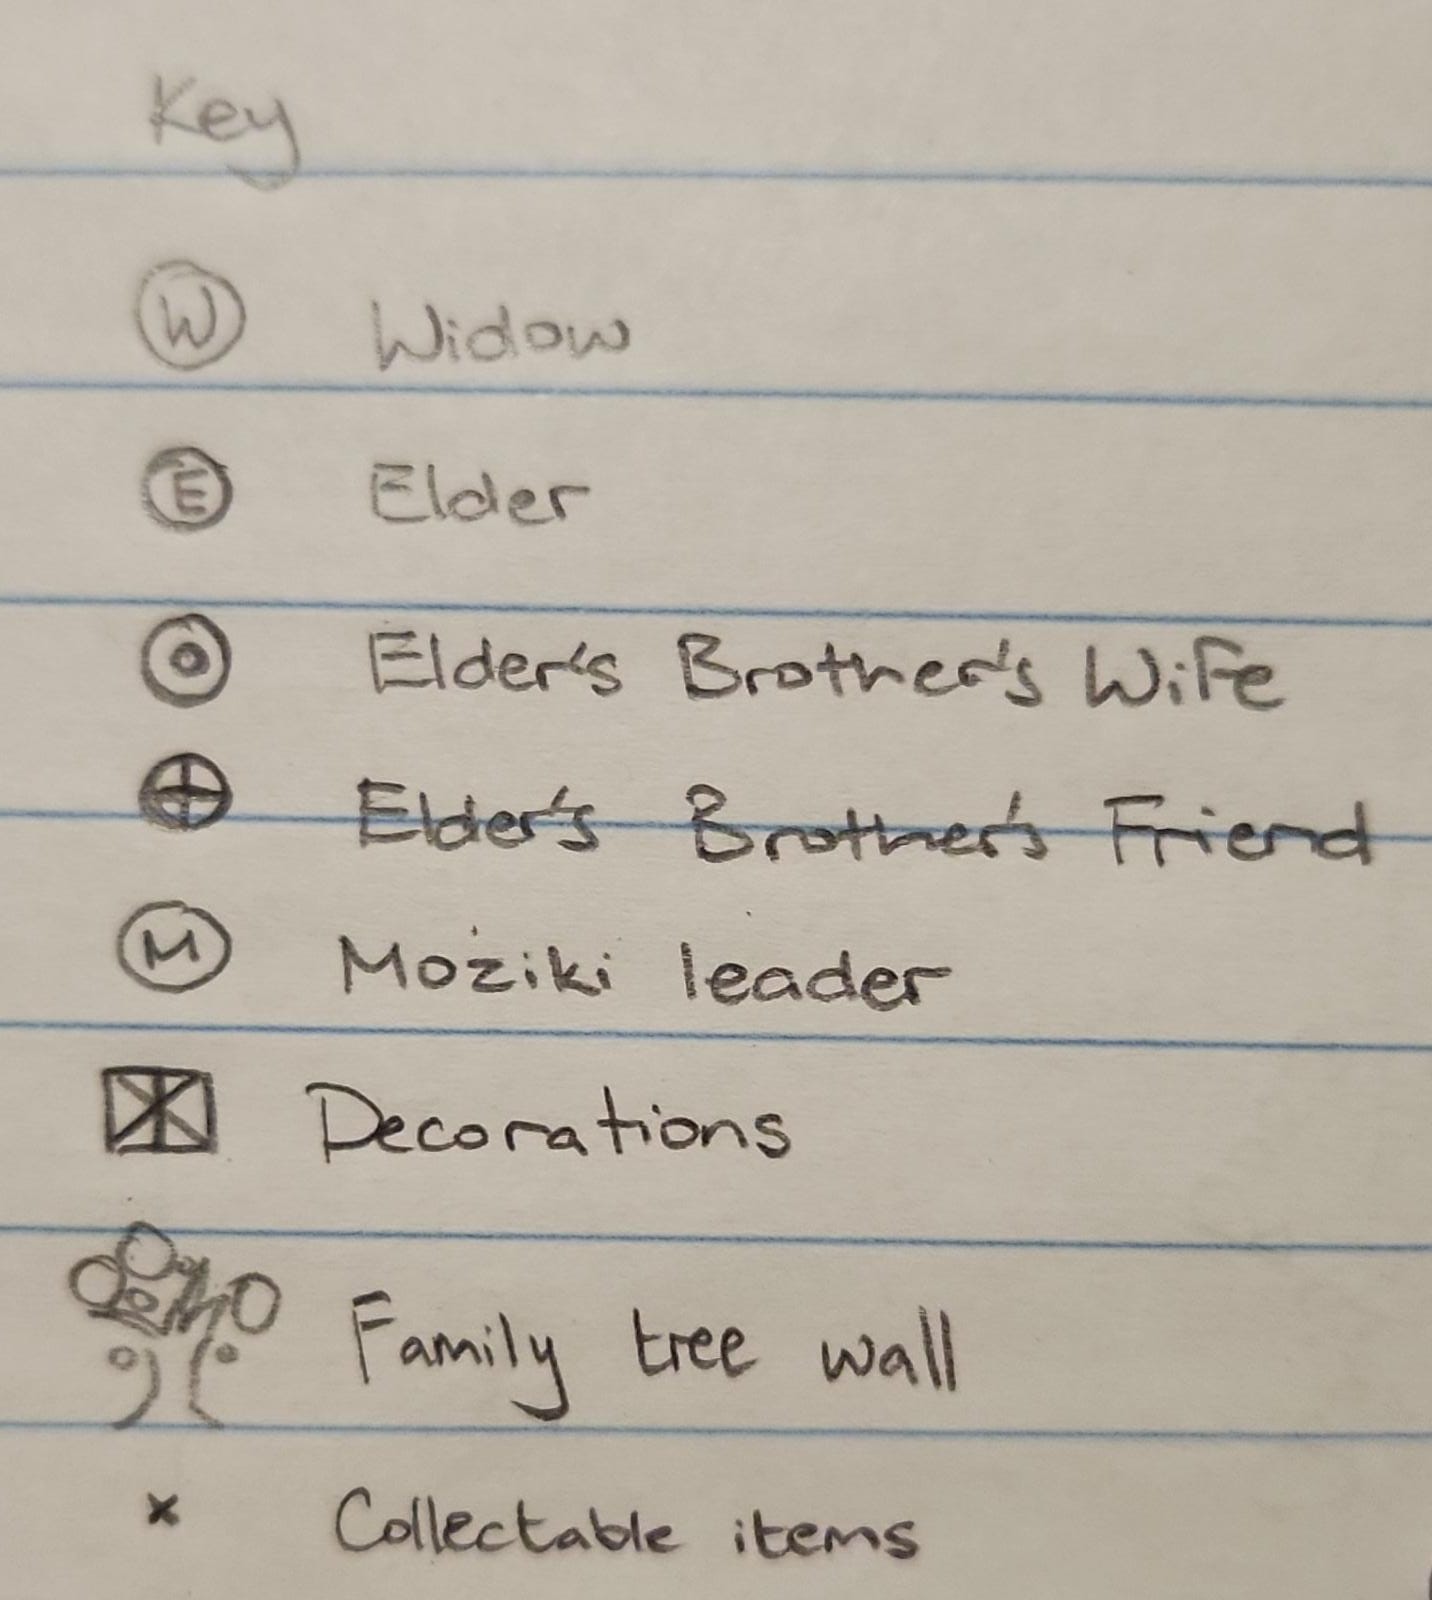 Key
W Widow
E Elder
Elder's Brother's Wife
Elder's Brother's Friend
M Moziki leader
Decorations
Family tree wall
x Collectable items